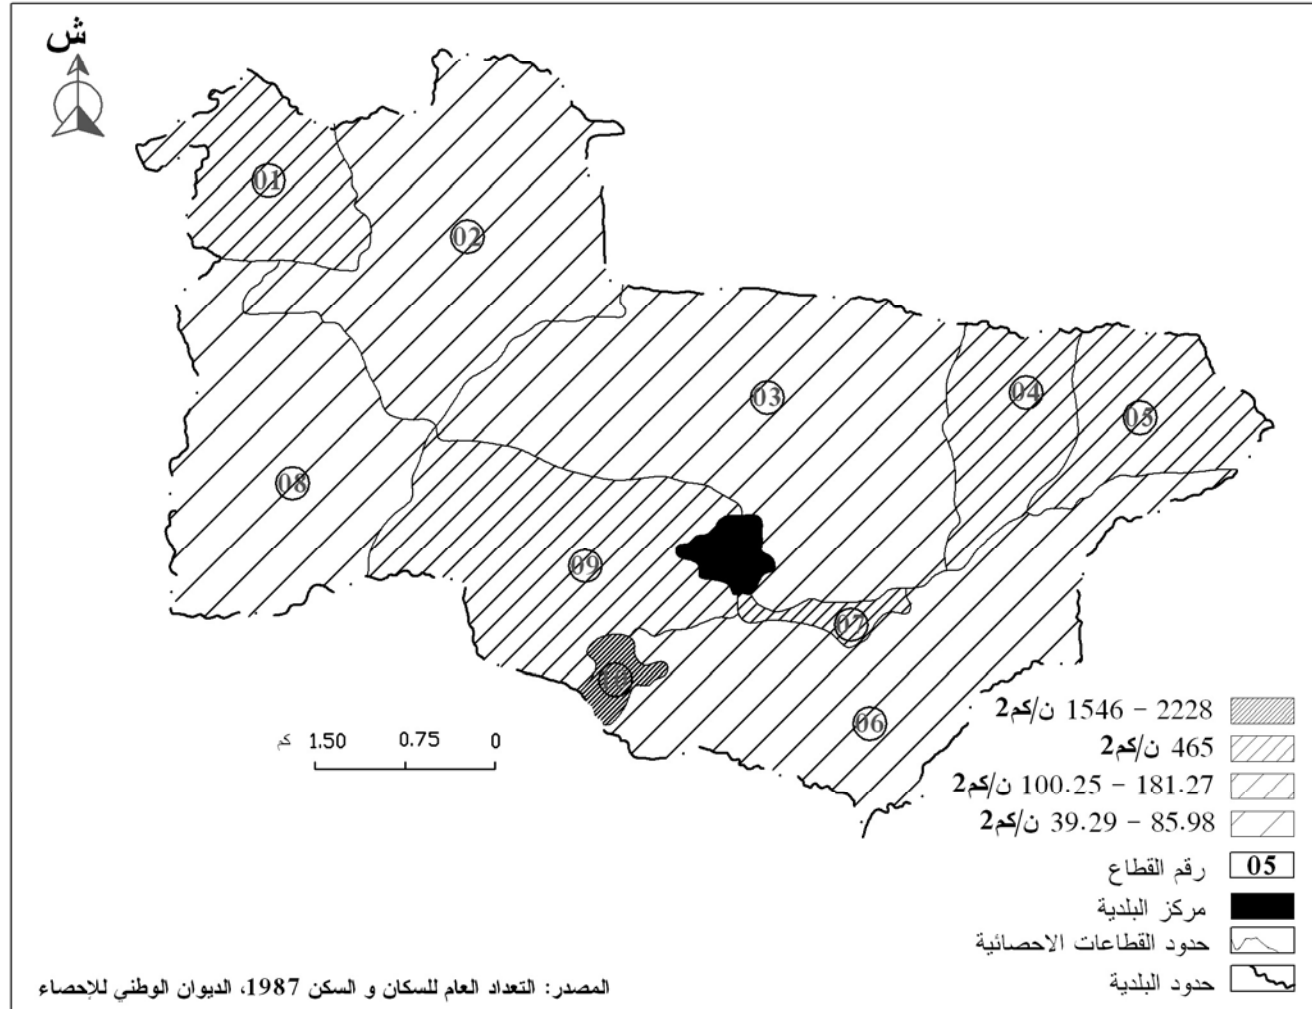 ش
01
02
03
04
05
08
09
07
06
كم 1.50 0.75 0
1546 - 2228 ن/كم2
465 ن/كم2
100.25 - 181.27 ن/كم2
39.29 - 85.98 ن/كم2
رقم القطاع 05
مركز البلدية
حدود القطاعات الاحصائية
حدود البلدية
المصدر: التعداد العام للسكان و السكن 1987، الديوان الوطني للإحصاء